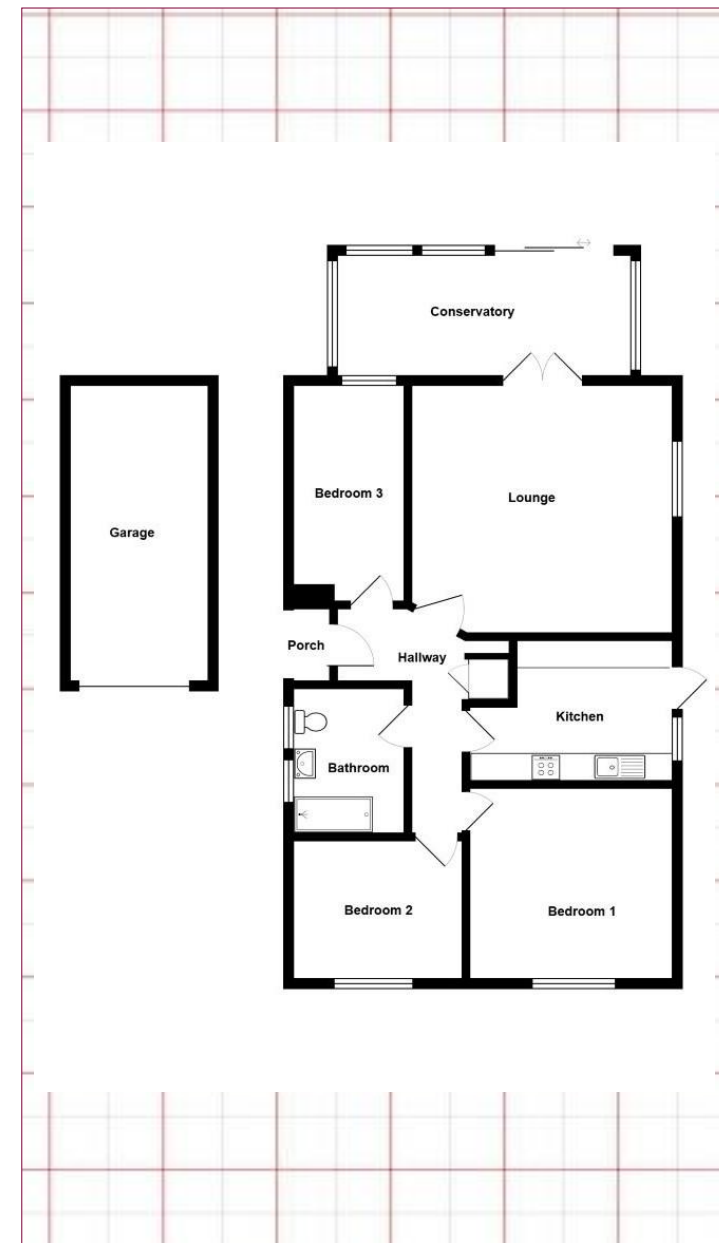 Conservatory
Bedroom 3
Lounge
Garage
Porch
Hallway
Kitchen
Bathroom
Bedroom 2
Bedroom 1